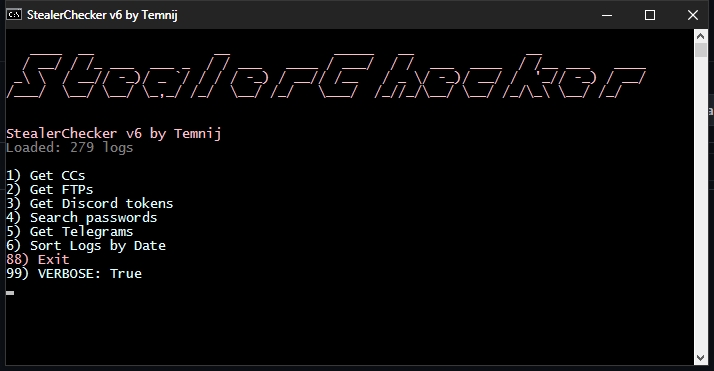 StealerChecker v6 by Temnij
StealerChecker
StealerChecker v6 by Temnij
Loaded: 279 logs
1) Get CCs
2) Get FTPs
3) Get Discord tokens
4) Search passwords
5) Get Telegrams
6) Sort Logs by Date
88) Exit
99) VERBOSE: True